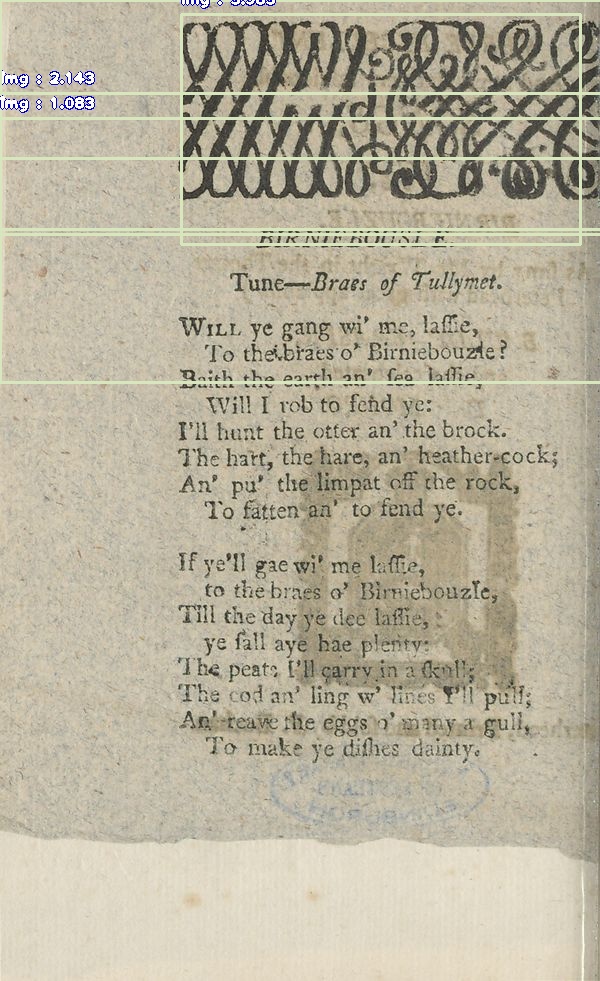 img : 3.585
img : 2.143
img : 1.083
BIRNIEBOUSLE.
Tune—Braes of Tullymet.
WILL ye gang wi' me, laſſie,
To the braes o' Birniebouzle?
Baith the earth an' ſee laſſie,
Will I rob to fend ye:
I'll hunt the otter an' the brock.
The hart, the hare, an' heather-cock;
An' pu' the limpat off the rock,
To fatten an' to fend ye.
If ye'll gae wi' me laſſie,
to the braes o' Birniebouzle,
Till the day ye dee laſſie,
ye ſall aye hae plenty:
The peats I'll carry in a ſkull;
The cod an' ling w' lines I'll pull;
An' reave the eggs o' many a gull,
To make ye diſhes dainty.